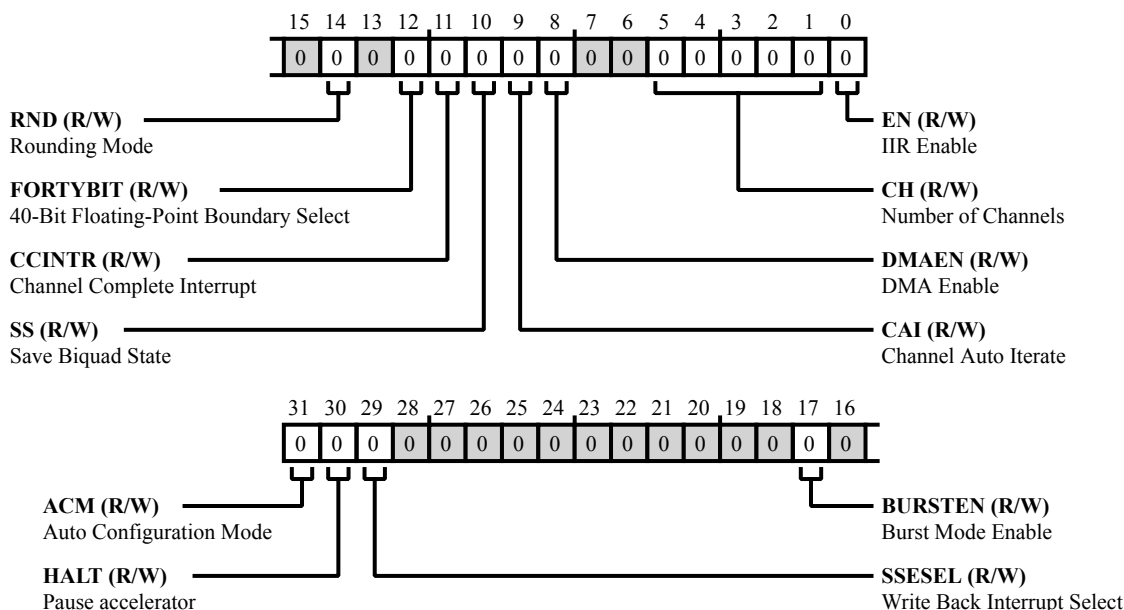 15 14 13 12 11 10 9 8 7 6 5 4 3 2 1 0
0 0 0 0 0 0 0 0 0 0 0 0 0 0 0 0
RND (R/W)
Rounding Mode
EN (R/W)
IIR Enable
FORTYBIT (R/W)
40-Bit Floating-Point Boundary Select
CH (R/W)
Number of Channels
CCINTR (R/W)
Channel Complete Interrupt
DMAEN (R/W)
DMA Enable
SS (R/W)
Save Biquad State
CAI (R/W)
Channel Auto Iterate
31 30 29 28 27 26 25 24 23 22 21 20 19 18 17 16
0 0 0 0 0 0 0 0 0 0 0 0 0 0 0 0
ACM (R/W)
Auto Configuration Mode
BURSTEN (R/W)
Burst Mode Enable
HALT (R/W)
Pause accelerator
SSESEL (R/W)
Write Back Interrupt Select